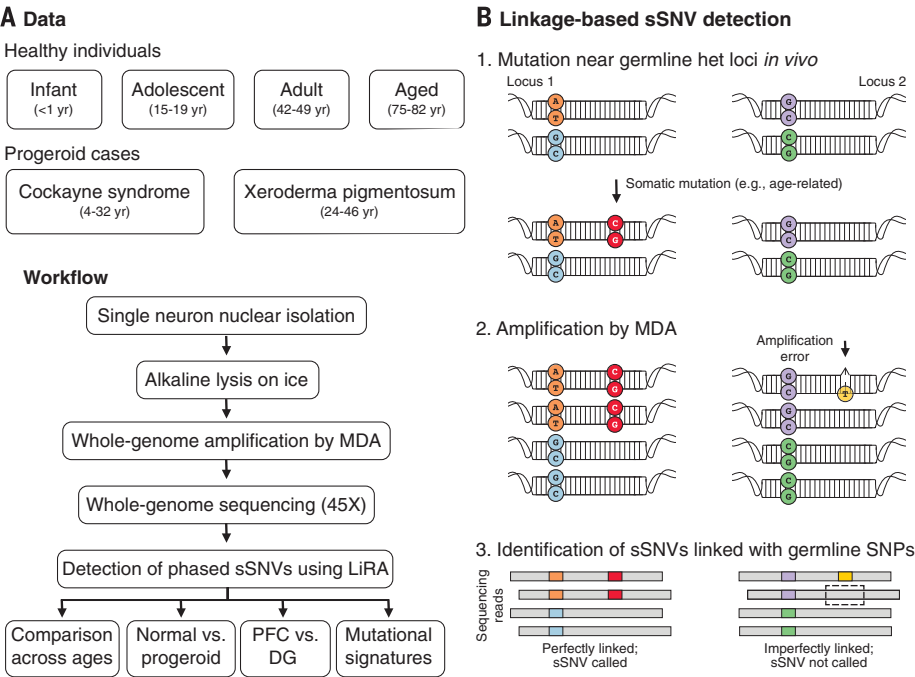 A Data
Healthy individuals
Infant
(<1 yr)
Adolescent
(15-19 yr)
Adult
(42-49 yr)
Aged
(75-82 yr)
Progeroid cases
Cockayne syndrome
(4-32 yr)
Xeroderma pigmentosum
(24-46 yr)
Workflow
Single neuron nuclear isolation
Alkaline lysis on ice
Whole-genome amplification by MDA
Whole-genome sequencing (45X)
Detection of phased sSNVs using LiRA
Comparison
across ages
Normal vs.
progeroid
PFC vs.
DG
Mutational
signatures
B Linkage-based sSNV detection
1. Mutation near germline het loci in vivo
Locus 1
Locus 2
A
T
G
C
G
C
C
G
Somatic mutation (e.g., age-related)
A
T
C
G
G
C
G
C
C
G
2. Amplification by MDA
Amplification
error
A
T
C
G
A
T
C
G
G
C
G
C
G
C
T
G
C
C
G
C
G
3. Identification of sSNVs linked with germline SNPs
Sequencing
reads
Perfectly linked;
sSNV called
Imperfectly linked;
sSNV not called